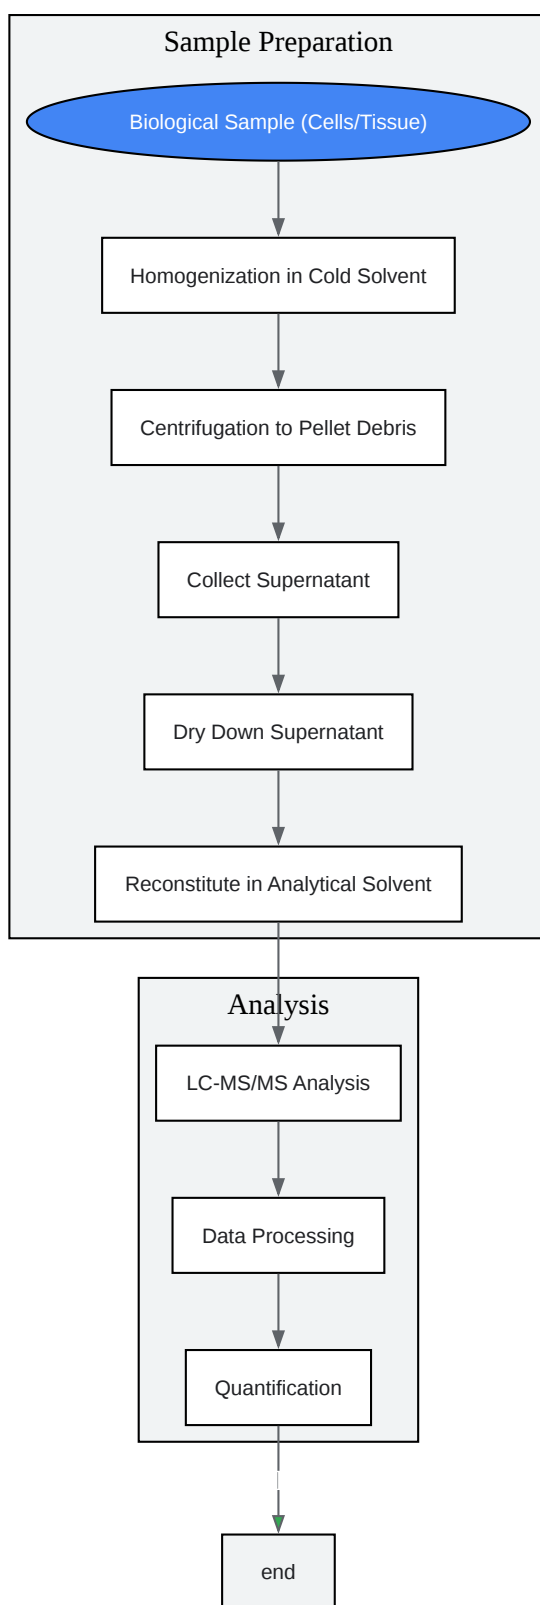 Sample Preparation
Biological Sample (Cells/Tissue)
Homogenization in Cold Solvent
Centrifugation to Pellet Debris
Collect Supernatant
Dry Down Supernatant
Reconstitute in Analytical Solvent
Analysis
LC-MS/MS Analysis
Data Processing
Quantification
end